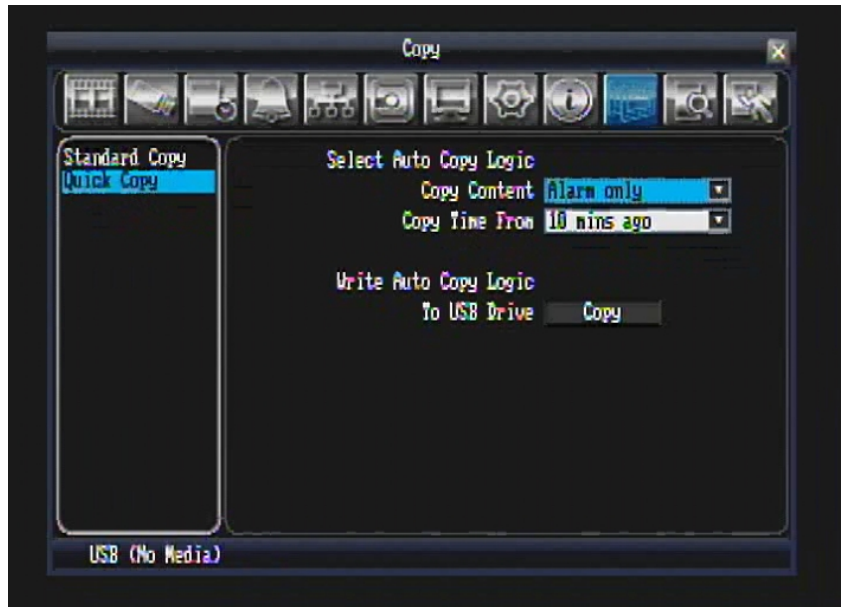 Copy
Standard Copy
Quick Copy
Select Auto Copy Logic
Copy Content Alarm only
Copy Time From 10 mins ago
Write Auto Copy Logic
To USB Drive Copy
USB (No Media)